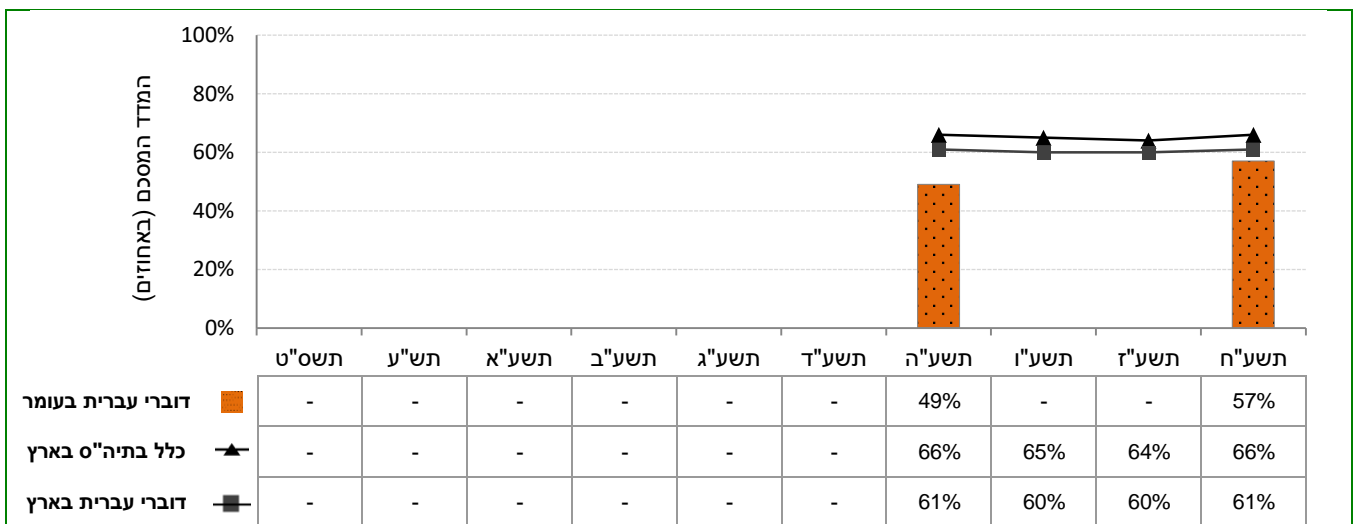 המדד המסכם (באחוזים)
100%
80%
60%
40%
20%
0%
תשס"ט תש"ע תשע"א תשע"ב תשע"ג תשע"ד תשע"ה תשע"ו תשע"ז תשע"ח
דוברי עברית בעומר - - - - - - 49% - - 57%
כלל בתיה"ס בארץ - - - - - - 66% 65% 64% 66%
דוברי עברית בארץ - - - - - - 61% 60% 60% 61%